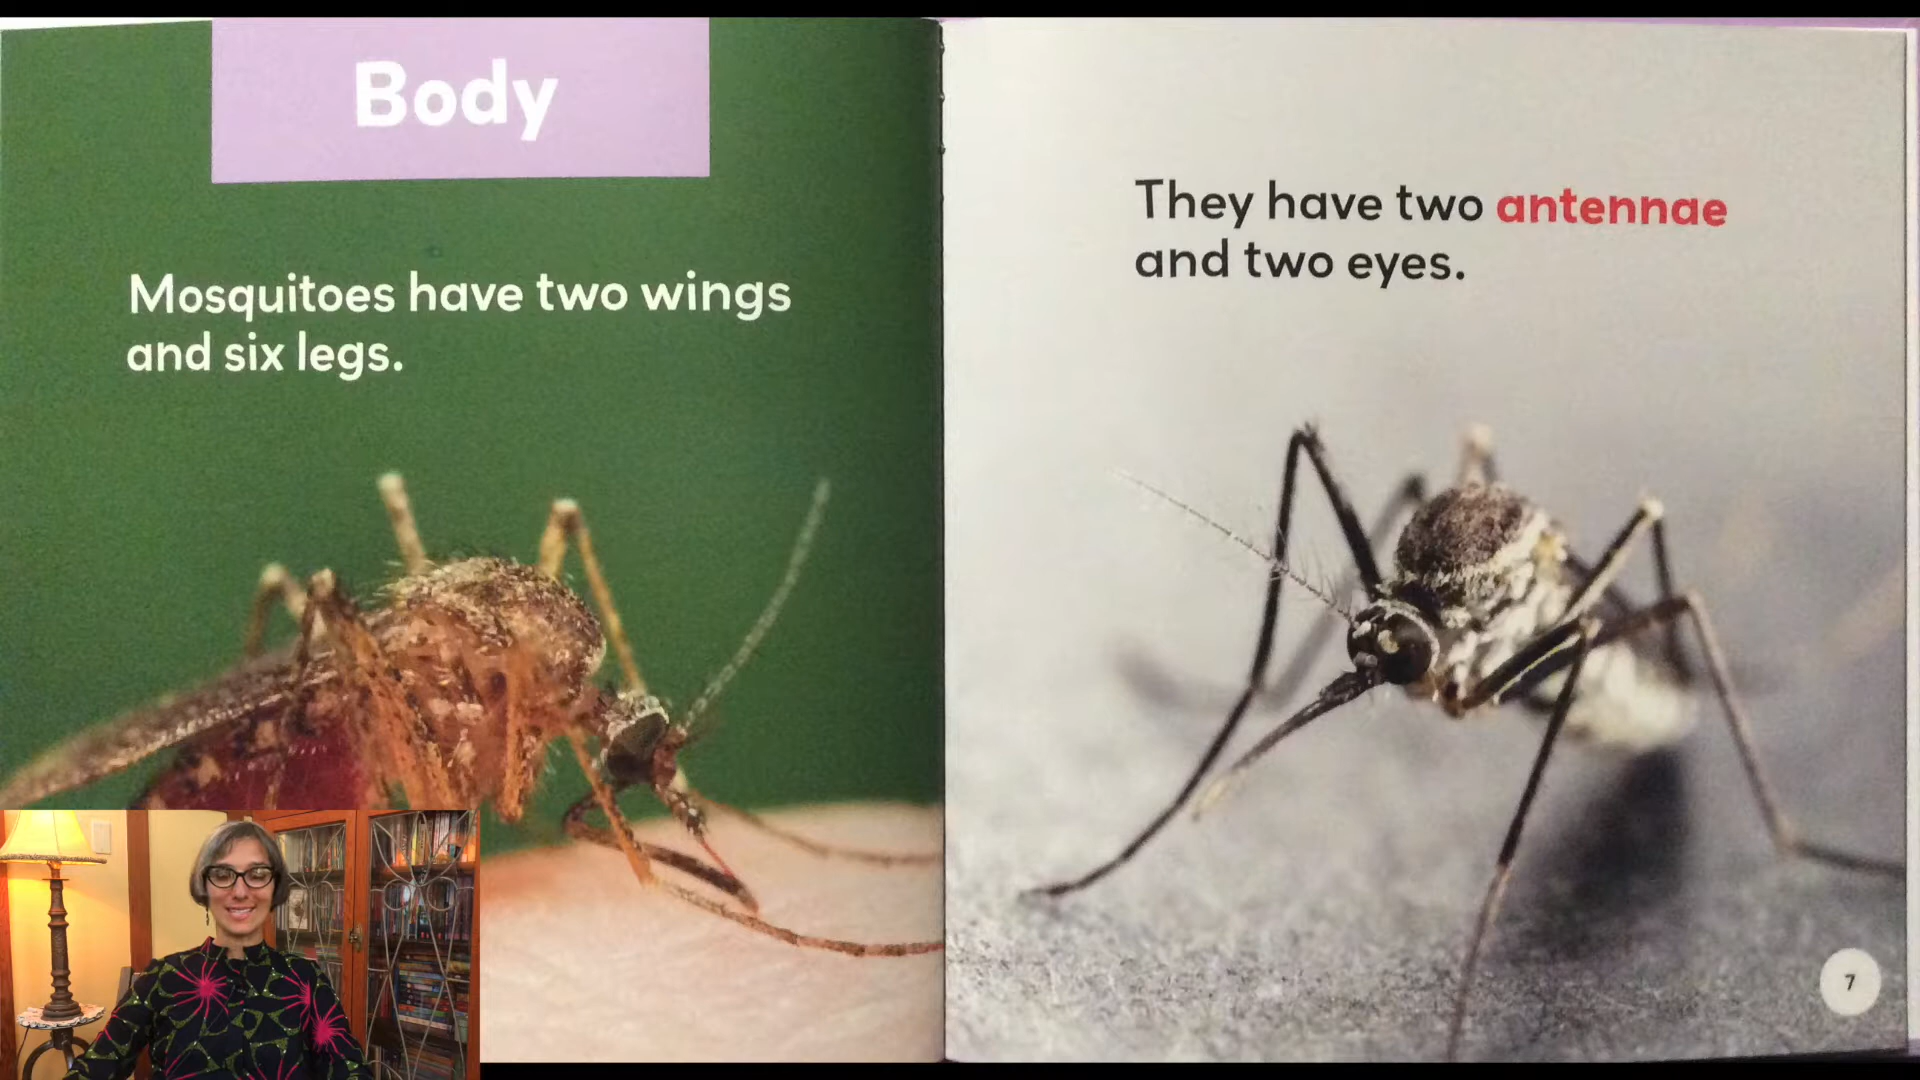 Body
Mosquitoes have two wings
and six legs.
They have two antennae
and two eyes.
7